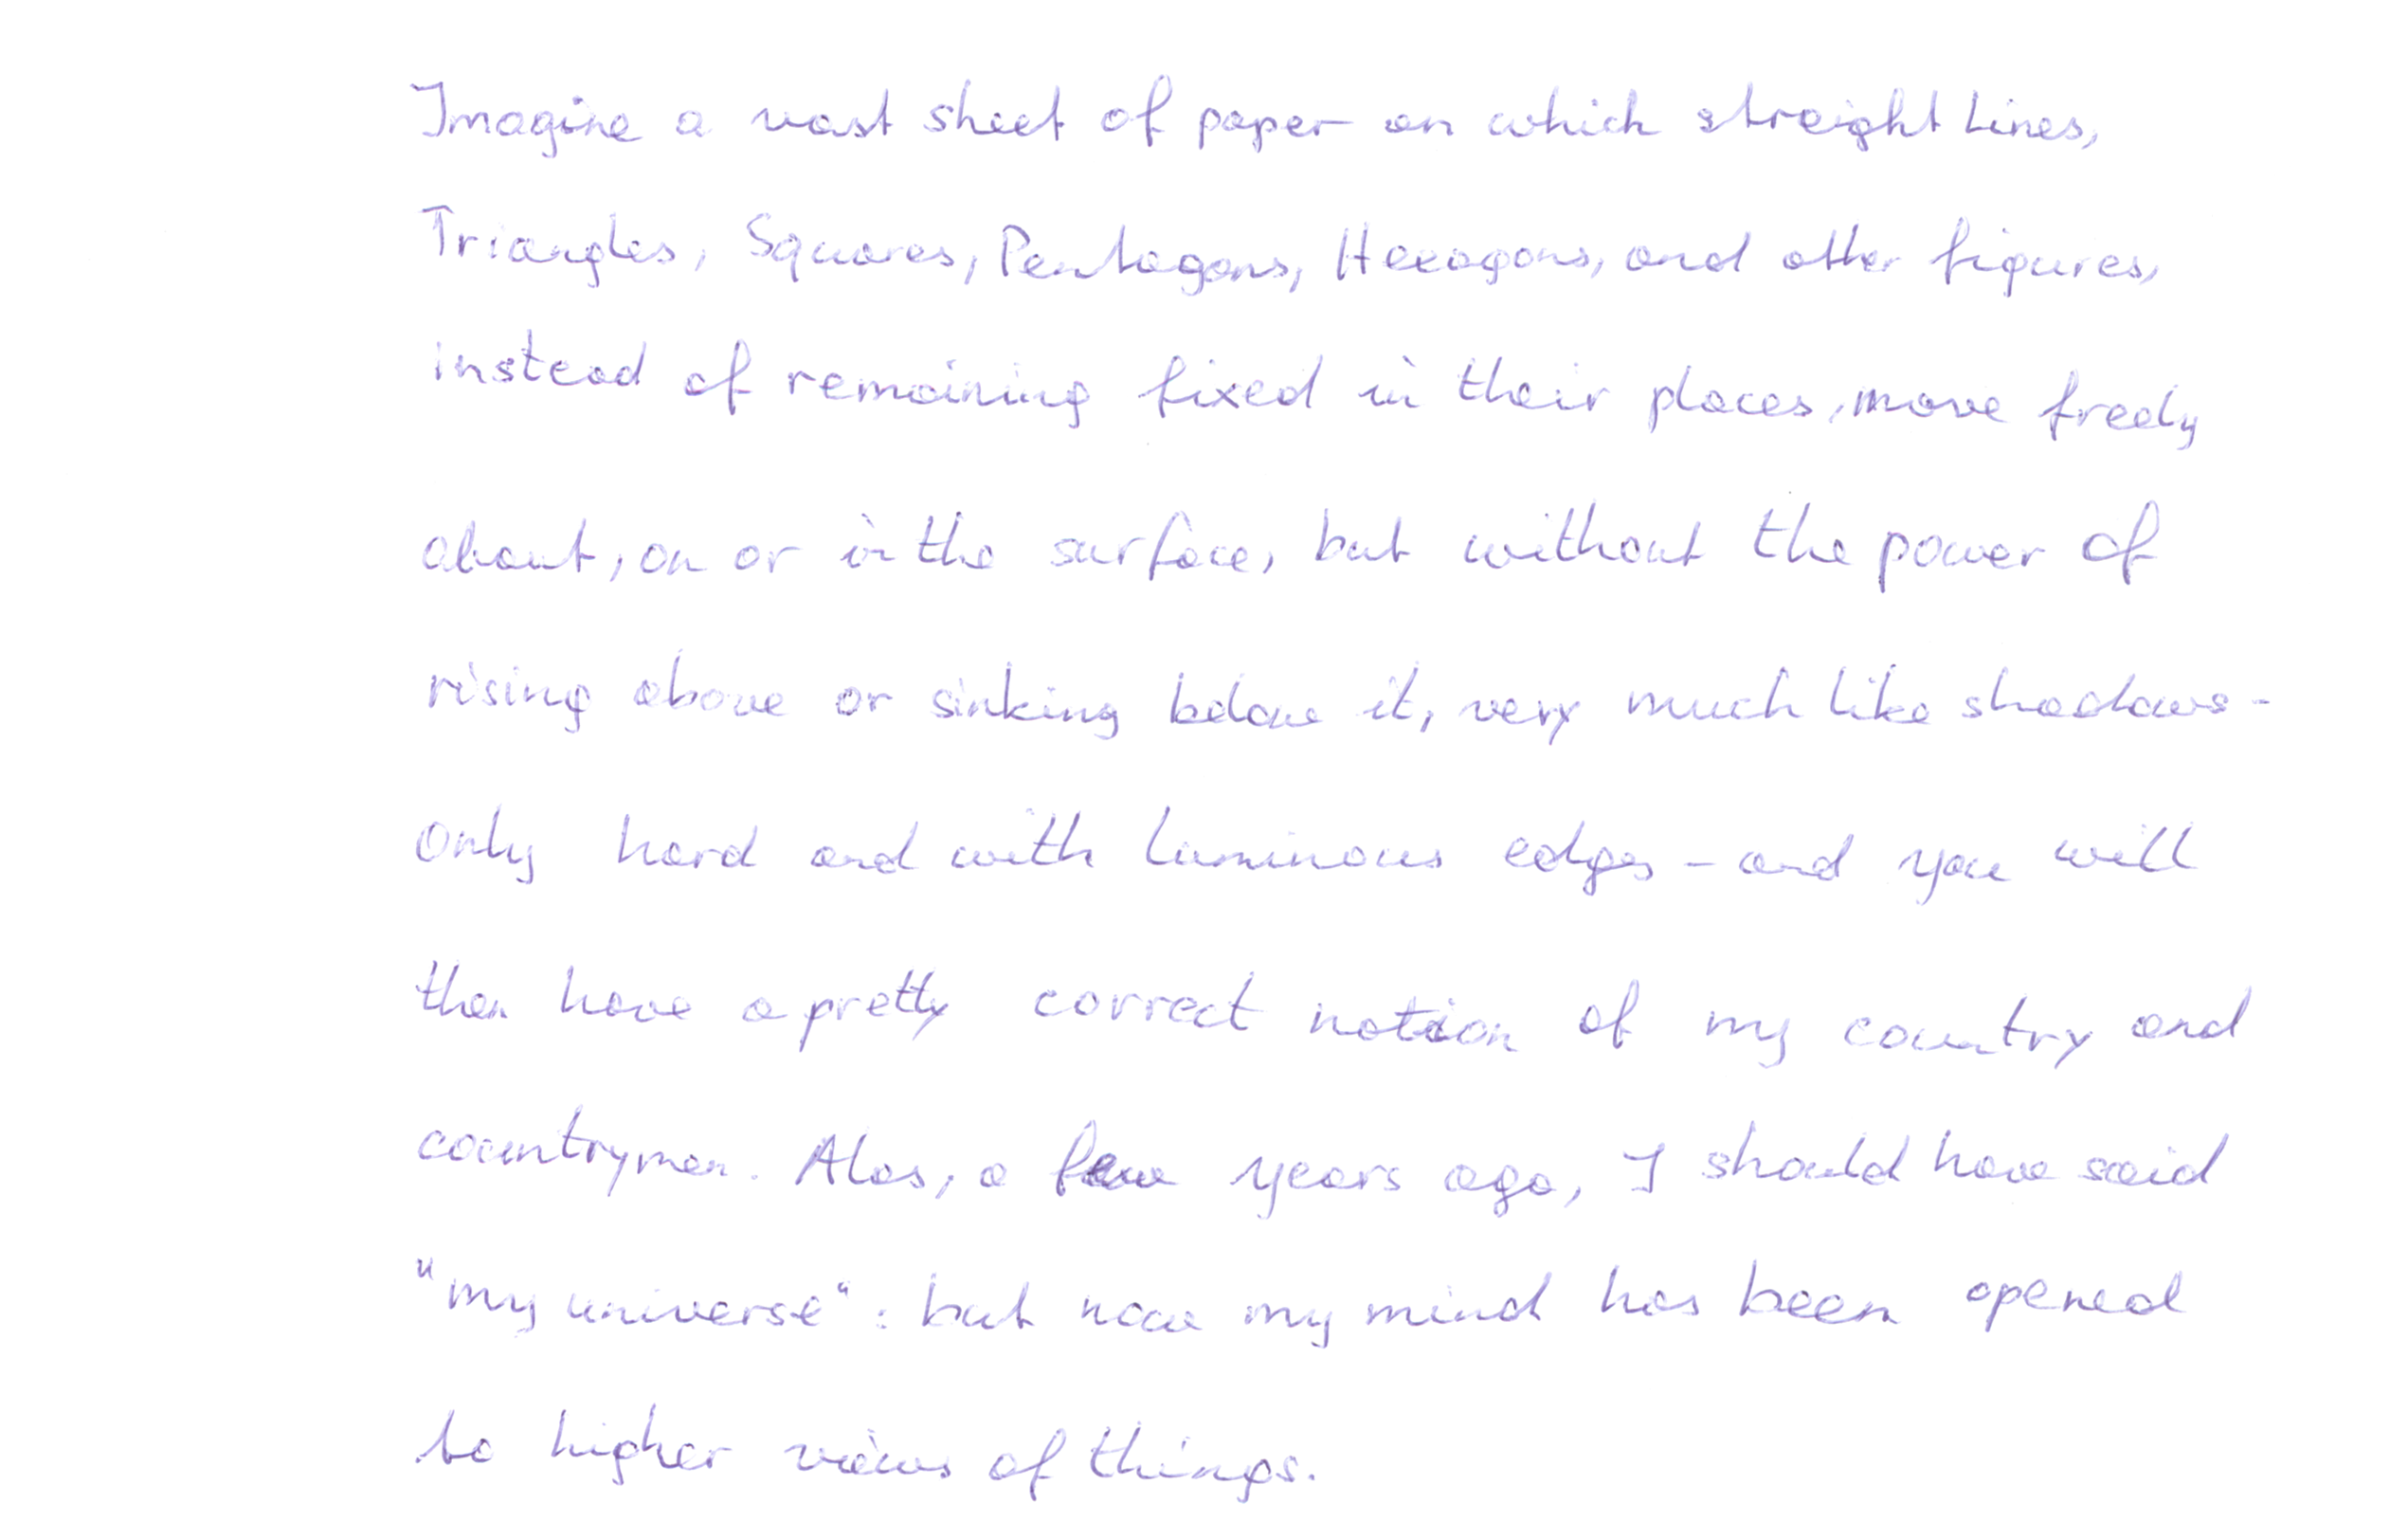 Imagine a vast sheet of paper on which straight Lines,
Triangles, Squares, Pentagons, Hexagons, and other figures,
instead of remaining fixed in their places, move freely
about, on or in the surface, but without the power of
rising above or sinking below it, very much like shadows -
only hard and with luminous edges - and you will
then have a pretty correct notion of my country and
countrymen. Alas, a few years ago, I should have said
"my universe": but now my mind has been opened
to higher views of things.